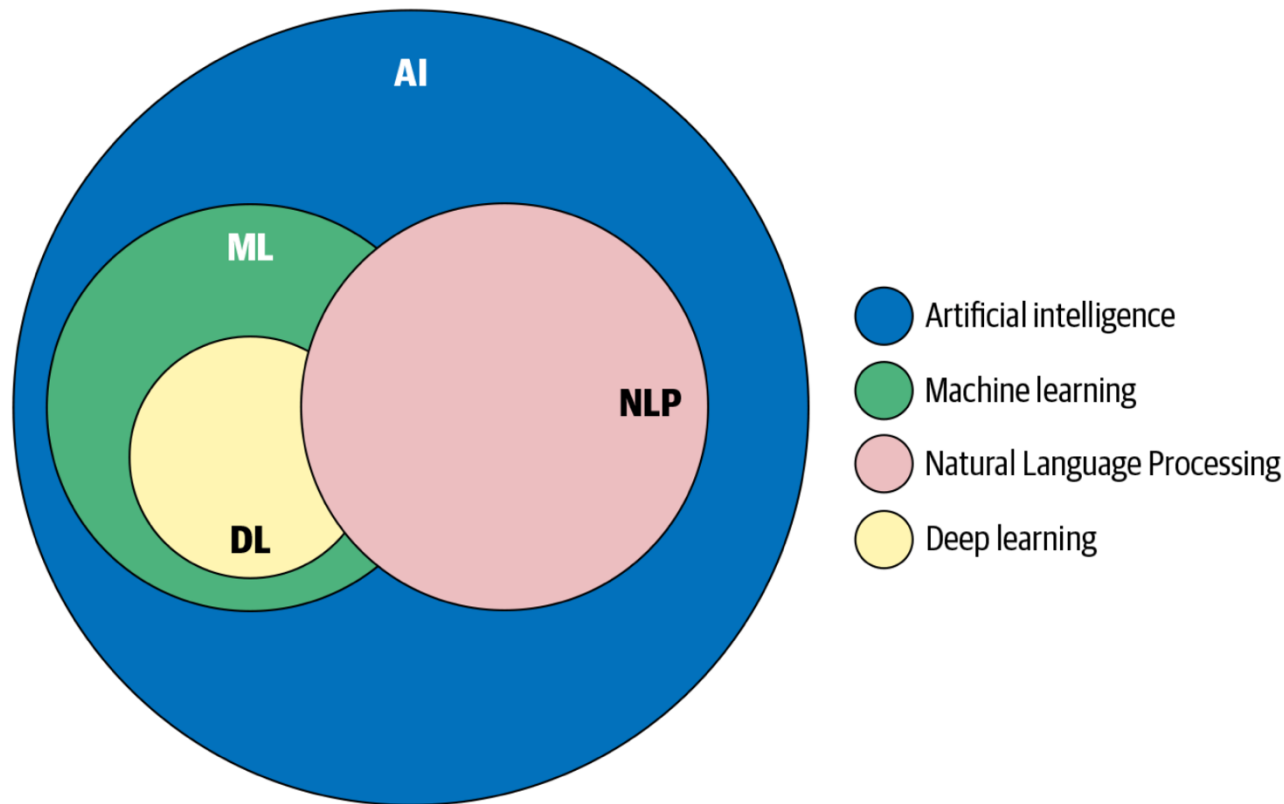 AI
ML
NLP
DL
Artificial intelligence
Machine learning
Natural Language Processing
Deep learning